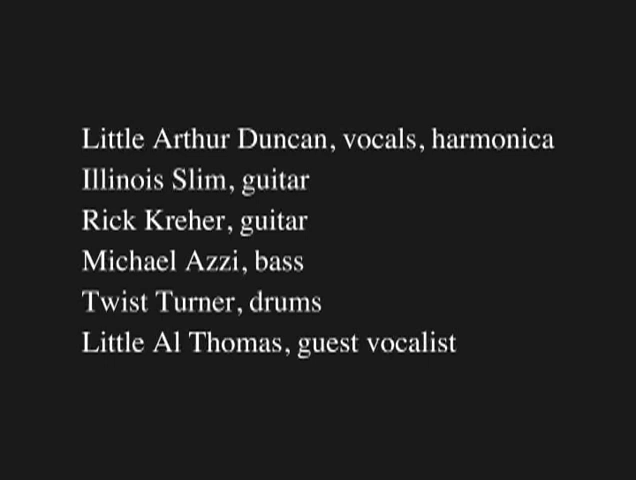 Little Arthur Duncan, vocals, harmonica
Illinois Slim, guitar
Rick Kreher, guitar
Michael Azzi, bass
Twist Turner, drums
Little Al Thomas, guest vocalist